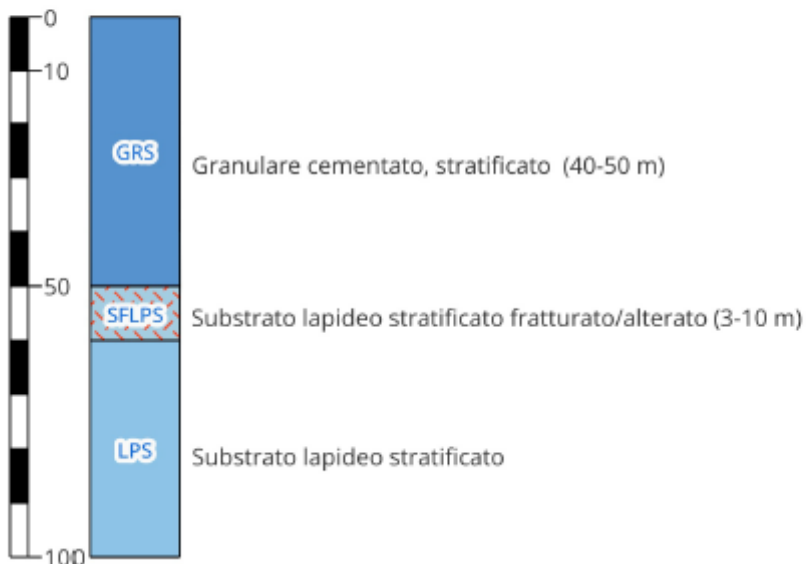 0
10
GRS
Granulare cementato, stratificato (40-50 m)
50
SFLPS
Substrato lapideo stratificato fratturato/alterato (3-10 m)
LPS
Substrato lapideo stratificato
100